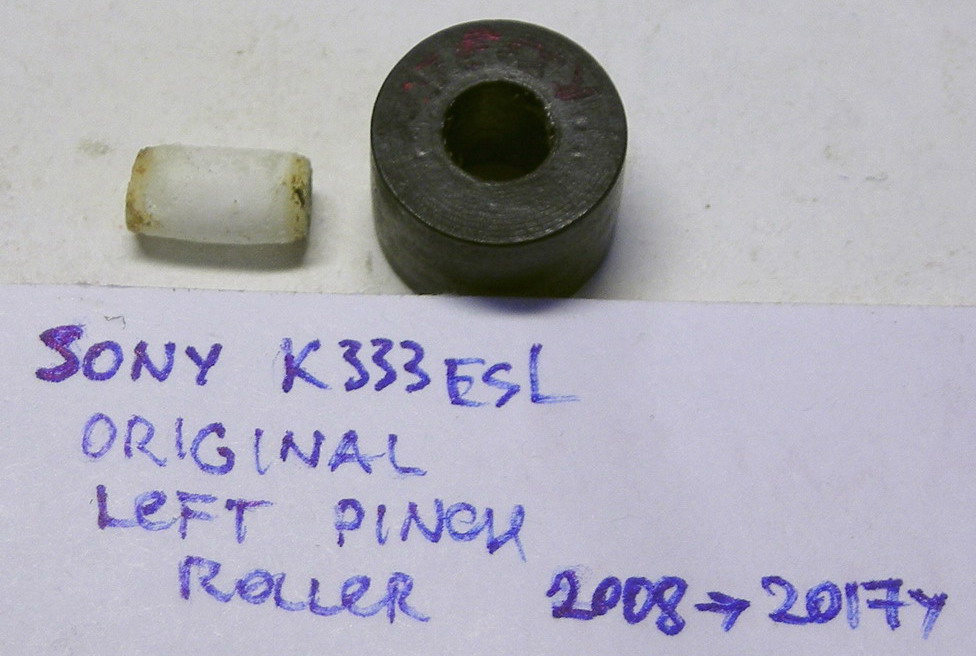 SONY K333ESL
ORIGINAL
LEFT PINCH
ROLLER 2008→2017y